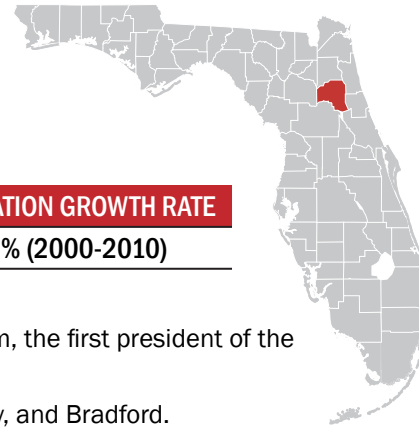 ATION GROWTH RATE
% (2000-2010)
, the first president of the
, and Bradford.